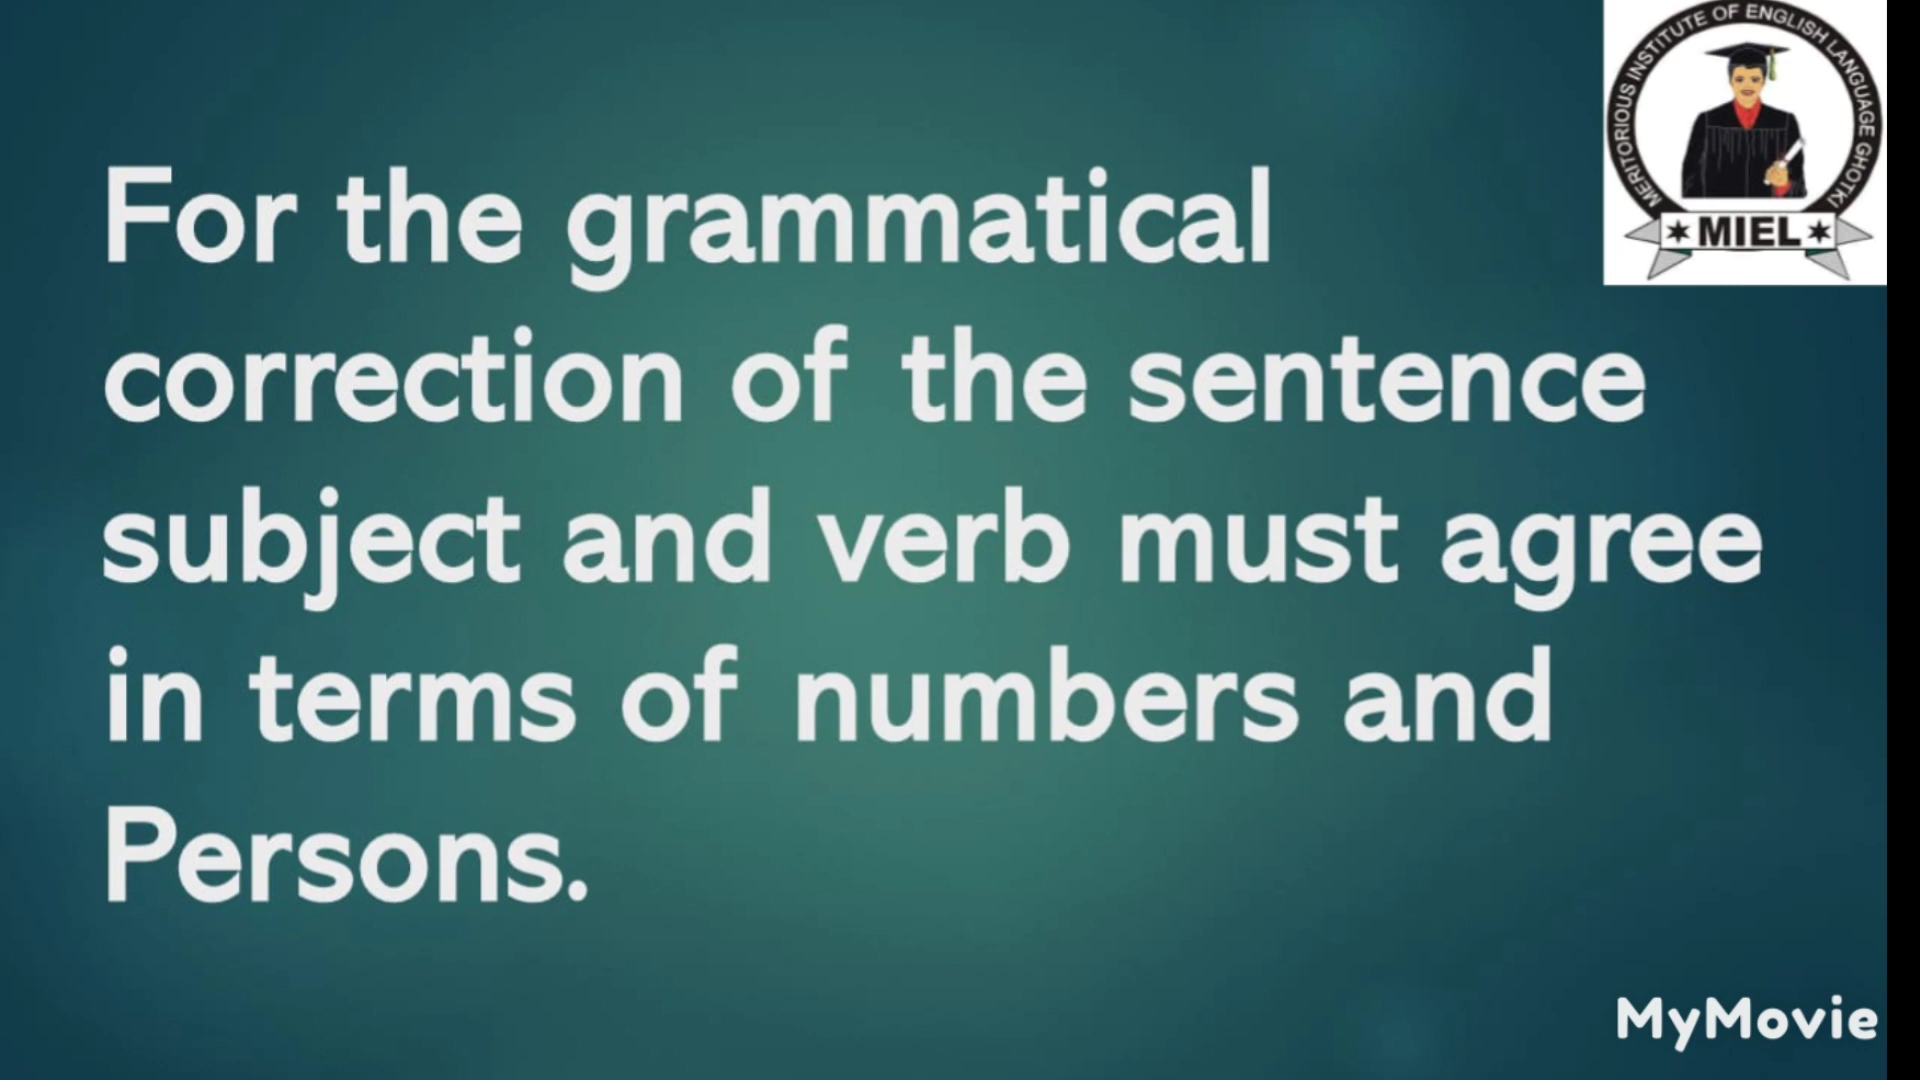 MERITORIOUS INSTITUTE OF ENGLISH LANGUAGE GHOTKI
MIEL
For the grammatical
correction of the sentence
subject and verb must agree
in terms of numbers and
Persons.
MyMovie